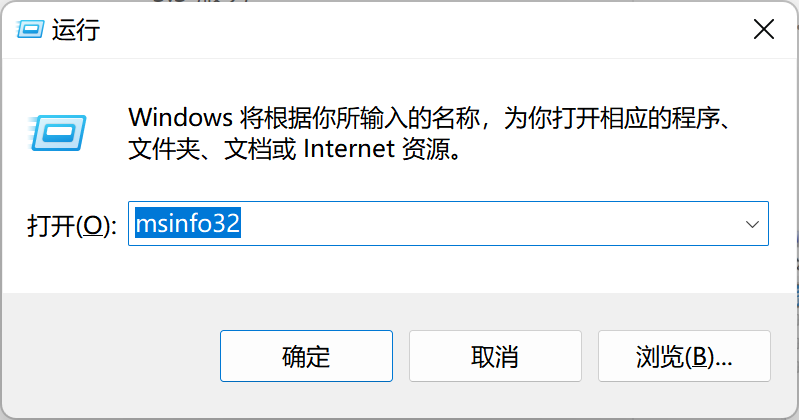 运行
Windows 将根据你所输入的名称，为你打开相应的程序、
文件夹、文档或 Internet 资源。
打开(O):
msinfo32
确定
取消
浏览(B)...